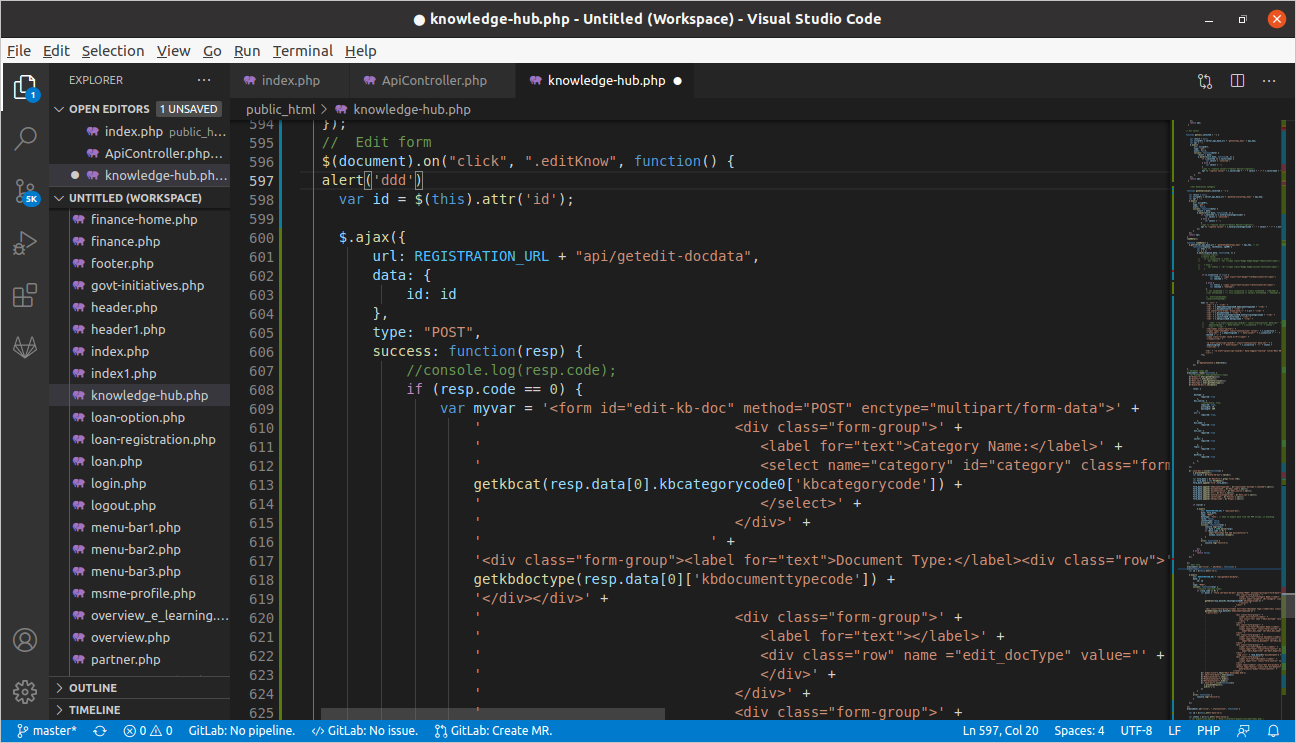 knowledge-hub.php - Untitled (Workspace) - Visual Studio Code
File Edit Selection View Go Run Terminal Help
EXPLORER
index.php ApiController.php knowledge-hub.php
1
OPEN EDITORS 1 UNSAVED
public_html > knowledge-hub.php
index.php public_h...
ApiController.php...
knowledge-hub.ph...
5K
UNTITLED (WORKSPACE)
finance-home.php
finance.php
footer.php
govt-initiatives.php
header.php
header1.php
index.php
index1.php
knowledge-hub.php
loan-option.php
loan-registration.php
loan.php
login.php
logout.php
menu-bar1.php
menu-bar2.php
menu-bar3.php
msme-profile.php
overview_e_learning....
overview.php
partner.php
OUTLINE
TIMELINE
594 });
595 //  Edit form
596 $(document).on("click", ".editKnow", function() {
597 alert('ddd')
598 var id = $(this).attr('id');
599
600 $.ajax({
601 url: REGISTRATION_URL + "api/getedit-docdata",
602 data: {
603 id: id
604 },
605 type: "POST",
606 success: function(resp) {
607 //console.log(resp.code);
608 if (resp.code == 0) {
609 var myvar = '<form id="edit-kb-doc" method="POST" enctype="multipart/form-data">' +
610 ' <div class="form-group">' +
611 ' <label for="text">Category Name:</label>' +
612 ' <select name="category" id="category" class="form
613 getkbcat(resp.data[0].kbcategorycode0['kbcategorycode']) +
614 ' </select>' +
615 ' </div>' +
616 ' ' +
617 '<div class="form-group"><label for="text">Document Type:</label><div class="row">'
618 getkbdoctype(resp.data[0]['kbdocumenttypecode']) +
619 '</div></div>' +
620 ' <div class="form-group">' +
621 ' <label for="text"></label>' +
622 ' <div class="row" name ="edit_docType" value="' +
623 ' </div>' +
624 ' </div>' +
625 ' <div class="form-group">' +
master* 0 0 GitLab: No pipeline. GitLab: No issue. GitLab: Create MR. Ln 597, Col 20 Spaces: 4 UTF-8 LF PHP